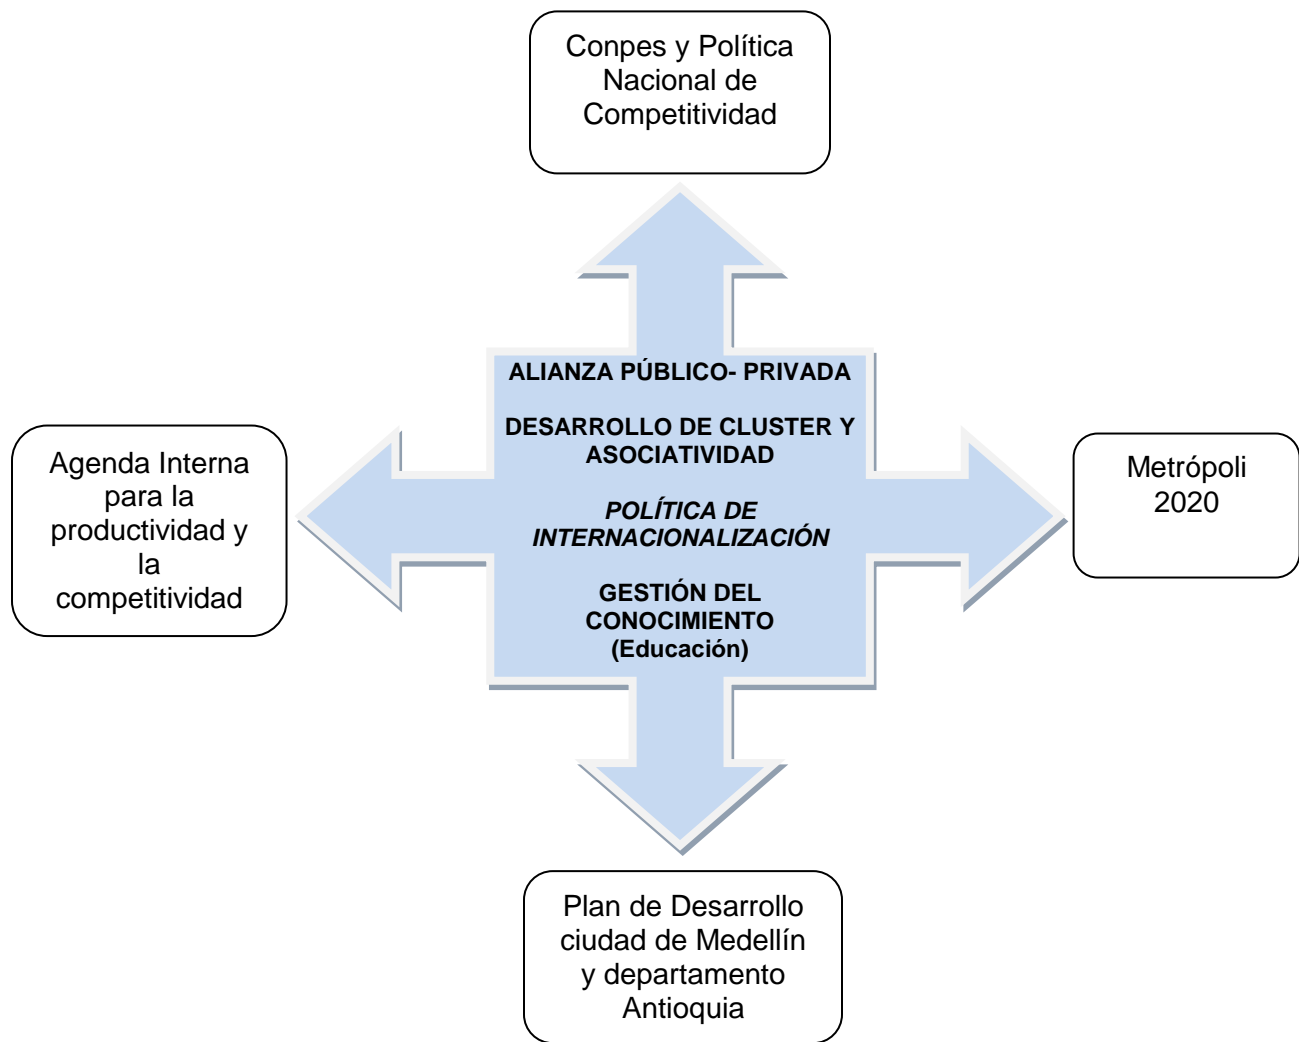 Conpes y Política
Nacional de
Competitividad
ALIANZA PÚBLICO- PRIVADA
DESARROLLO DE CLUSTER Y
ASOCIATIVIDAD
POLÍTICA DE
INTERNACIONALIZACIÓN
GESTIÓN DEL
CONOCIMIENTO
(Educación)
Agenda Interna
para la
productividad y
la
competitividad
Metrópoli
2020
Plan de Desarrollo
ciudad de Medellín
y departamento
Antioquia